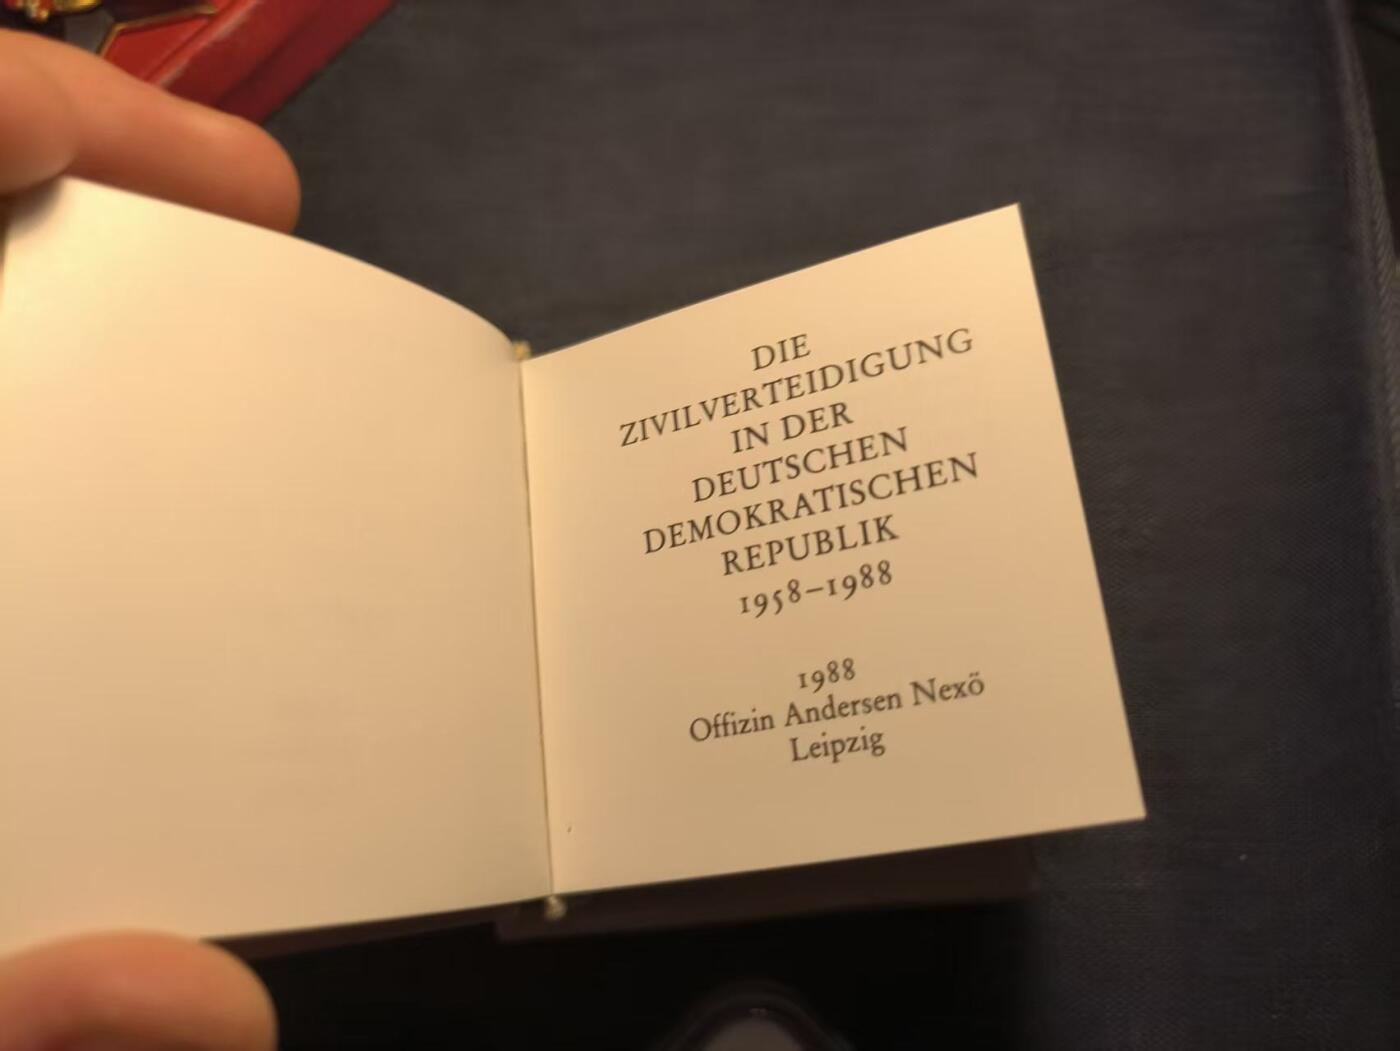 DIE
ZIVILVERTEIDIGUNG
IN DER
DEUTSCHEN
DEMOKRATISCHEN
REPUBLIK
1958–1988
1988
Offizin Andersen Nexö
Leipzig